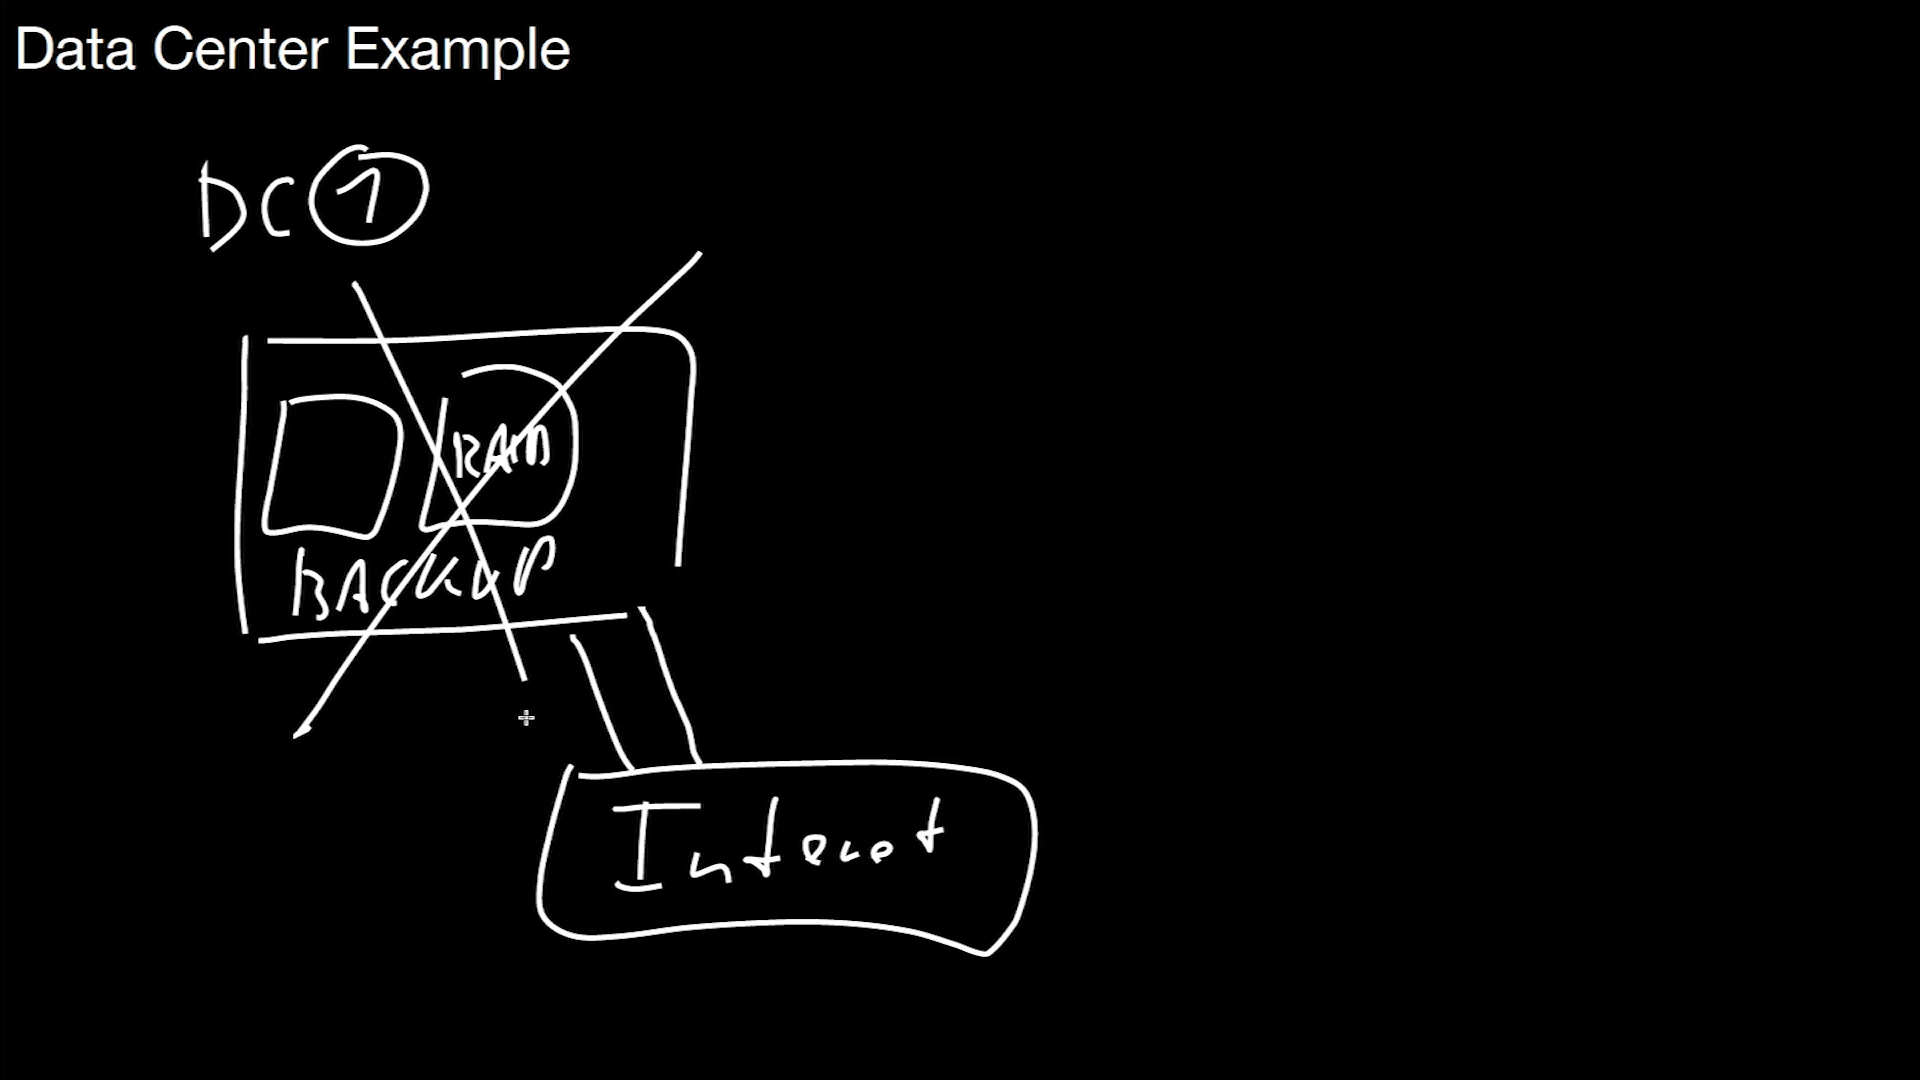 Data Center Example
DC 1
RAM
BACKUP
Internet